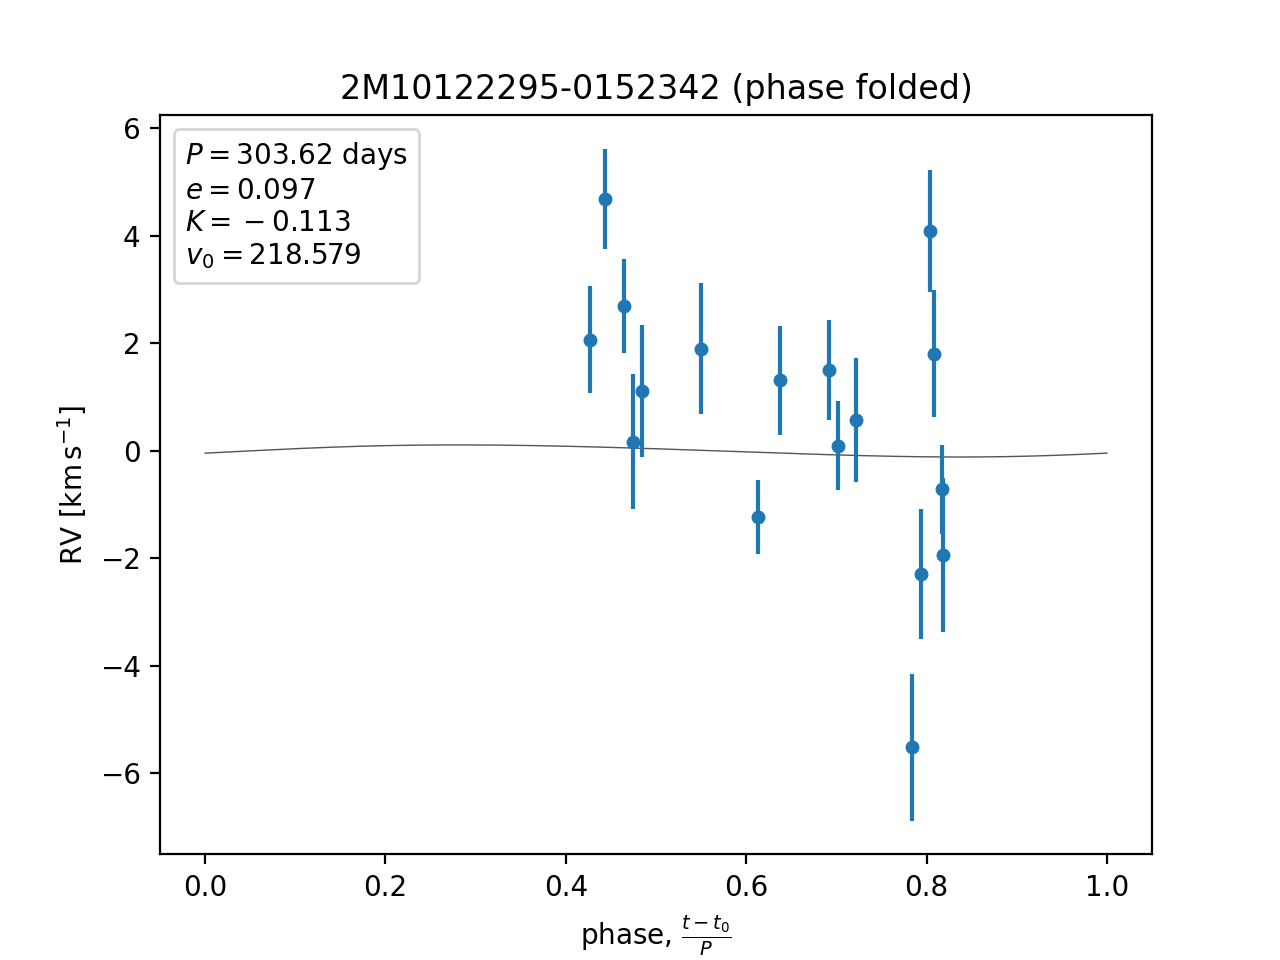 2M10122295-0152342 (phase folded)
P = 303.62 days
e = 0.097
K = −0.113
v₀ = 218.579
6
4
2
0
−2
−4
−6
RV [km s⁻¹]
0.0 0.2 0.4 0.6 0.8 1.0
phase, (t − t₀)/P